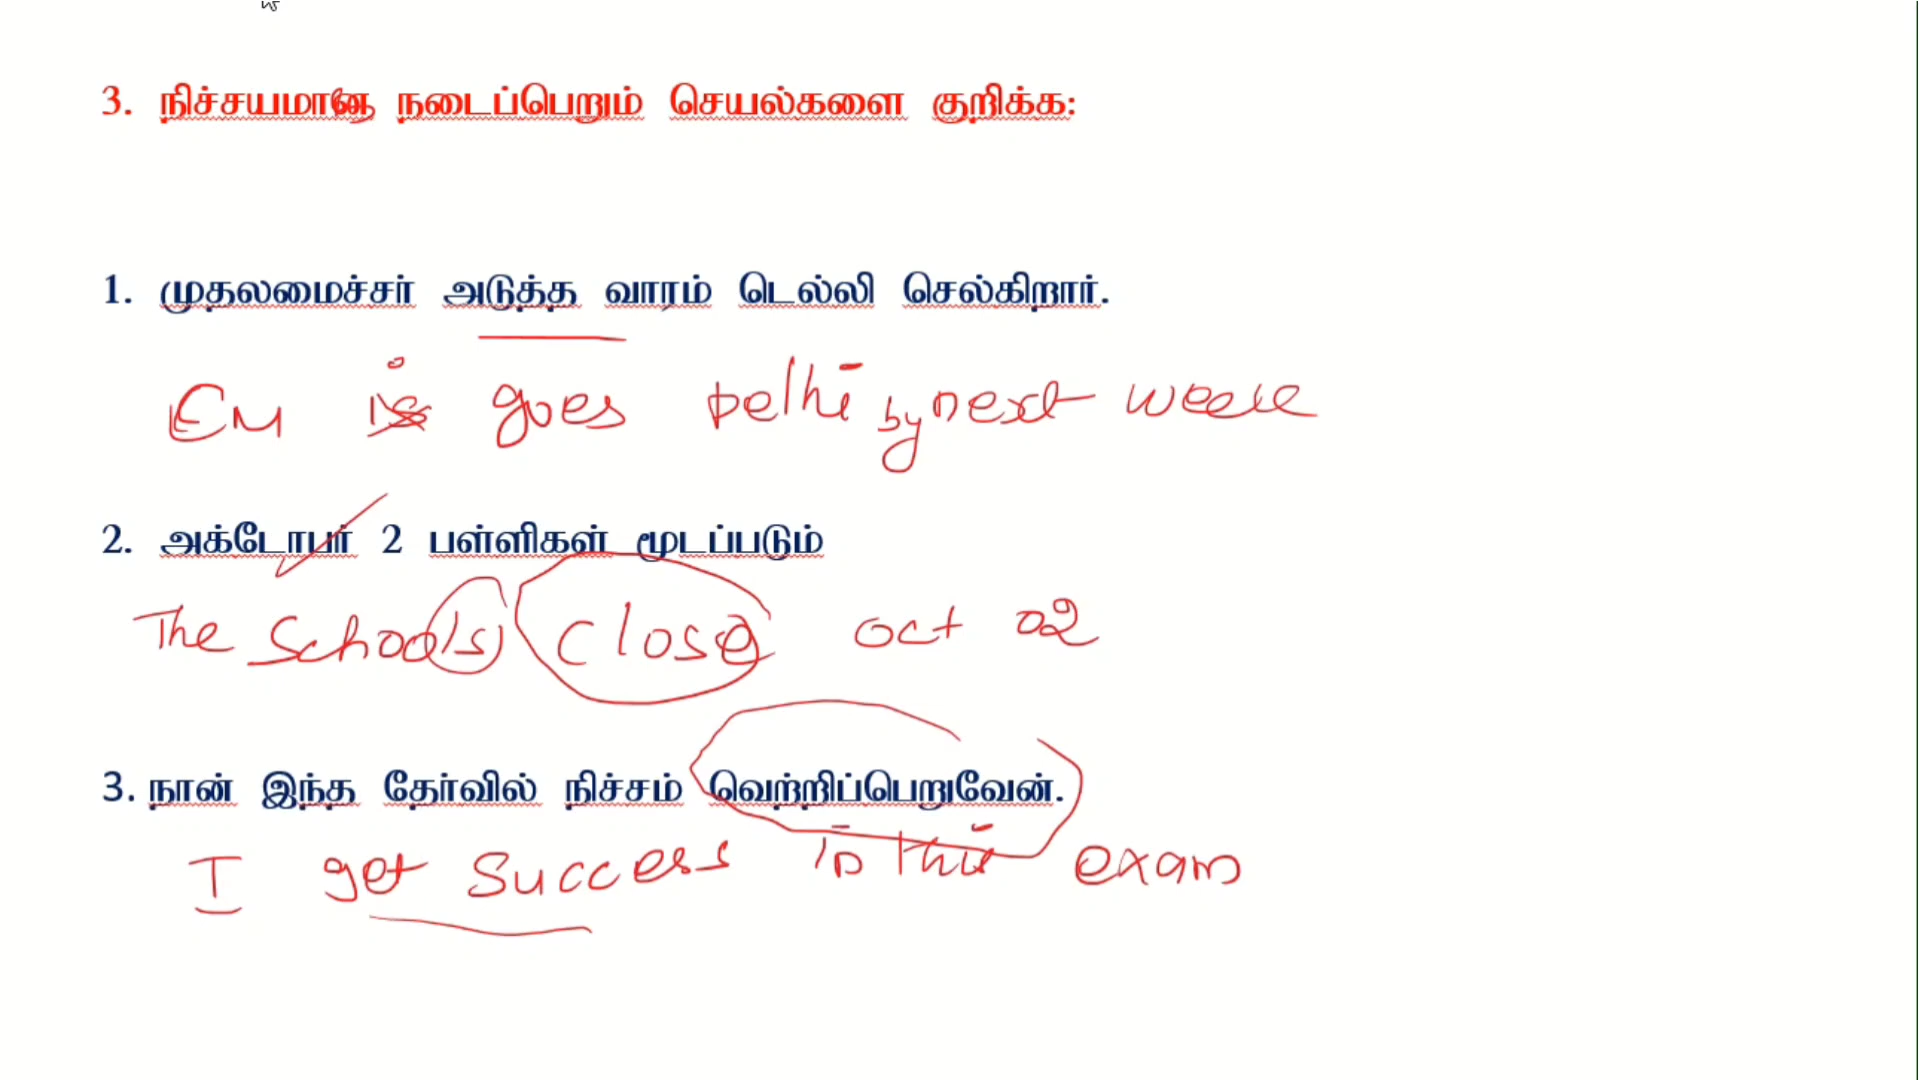 3. நிச்சயமான நடைப்பெறும் செயல்களை குறிக்க:
1. முதலமைச்சர் அடுத்த வாரம் டெல்லி செல்கிறார்.
CM is goes Delhi by next week
2. அக்டோபர் 2 பள்ளிகள் மூடப்படும்
The Schools close oct 02
3. நான் இந்த தேர்வில் நிச்சம் வெற்றிப்பெறுவேன்.
I get success in this exam